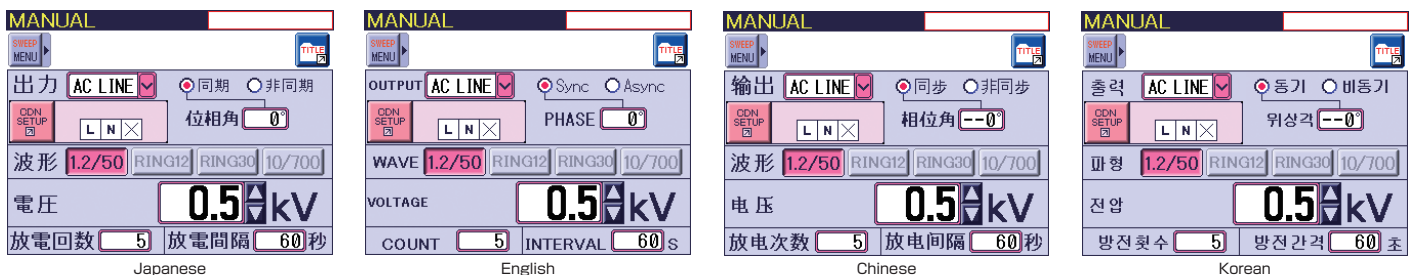 MANUAL
SWEEP MENU
TITLE
出力 AC LINE 同期 非同期
CDN SETUP
L N
位相角 0°
波形 1.2/50 RING12 RING30 10/700
電圧 0.5 kV
放電回数 5 放電間隔 60 秒
Japanese
MANUAL
SWEEP MENU
TITLE
OUTPUT AC LINE Sync Async
CDN SETUP
L N
PHASE 0°
WAVE 1.2/50 RING12 RING30 10/700
VOLTAGE 0.5 kV
COUNT 5 INTERVAL 60 S
English
MANUAL
SWEEP MENU
TITLE
输出 AC LINE 同步 非同步
CDN SETUP
L N
相位角 --0°
波形 1.2/50 RING12 RING30 10/700
电压 0.5 kV
放电次数 5 放电间隔 60 秒
Chinese
MANUAL
SWEEP MENU
TITLE
출력 AC LINE 동기 비동기
CDN SETUP
L N
위상각 --0°
파형 1.2/50 RING12 RING30 10/700
전압 0.5 kV
방전횟수 5 방전간격 60 초
Korean